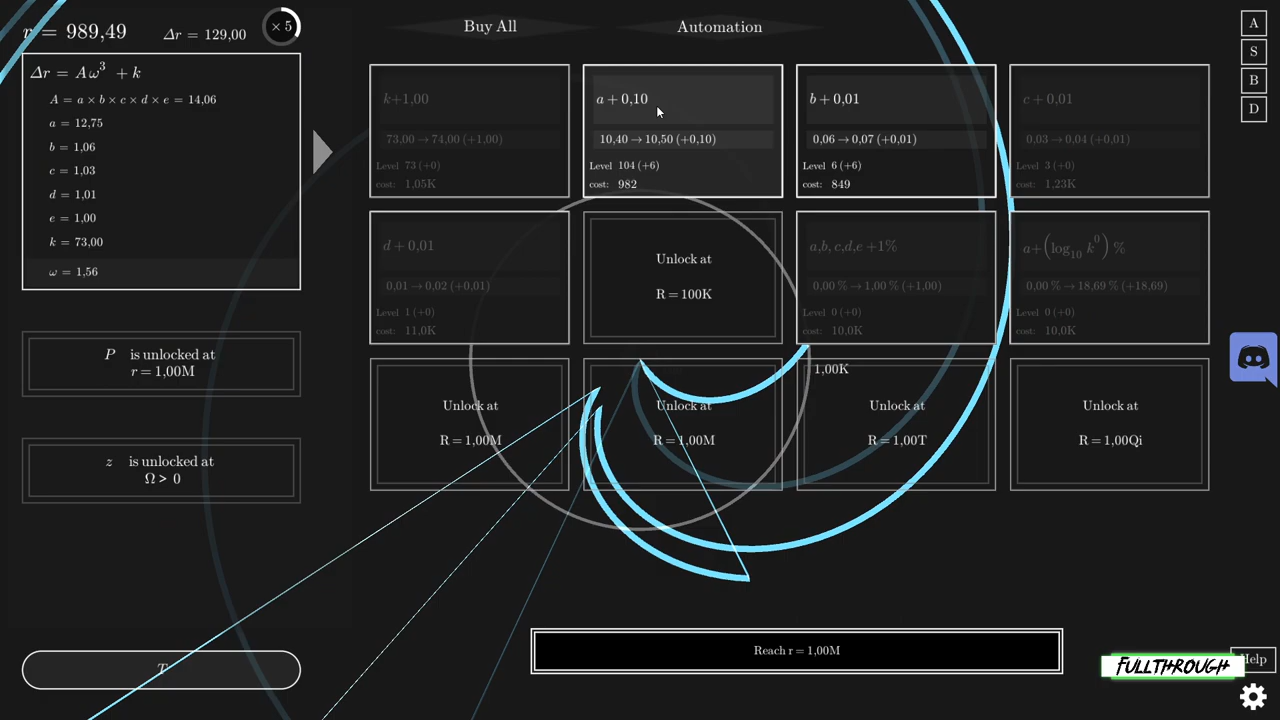 r = 989,49
Δr = 129,00
× 5
Δr = A ω³ + k
A = a × b × c × d × e = 14,06
a = 12,75
b = 1,06
c = 1,03
d = 1,01
e = 1,00
k = 73,00
ω = 1,56
P is unlocked at
r = 1,00M
z is unlocked at
Ω > 0
T
Buy All
Automation
k+1,00
73,00→74,00 (+1,00)
Level 73 (+0)
cost: 1,05K
a + 0,10
10,40→10,50 (+0,10)
Level 104 (+6)
cost: 982
b + 0,01
0,06→0,07 (+0,01)
Level 6 (+6)
cost: 849
c + 0,01
0,03→0,04 (+0,01)
Level 3 (+0)
cost: 1,23K
d + 0,01
0,01→0,02 (+0,01)
Level 1 (+0)
cost: 11,0K
Unlock at
R = 100K
a,b, c,d,e +1%
0,00 %→1,00 % (+1,00)
Level 0 (+0)
cost: 10,0K
a+(log₁₀ k⁰) %
0,00 %→18,69 % (+18,69)
Level 0 (+0)
cost: 10,0K
Unlock at
R = 1,00M
Unlock at
R = 1,00M
1,00K
Unlock at
R = 1,00T
Unlock at
R = 1,00Qi
Reach r = 1,00M
A
S
B
D
FULLTHROUGH
Help